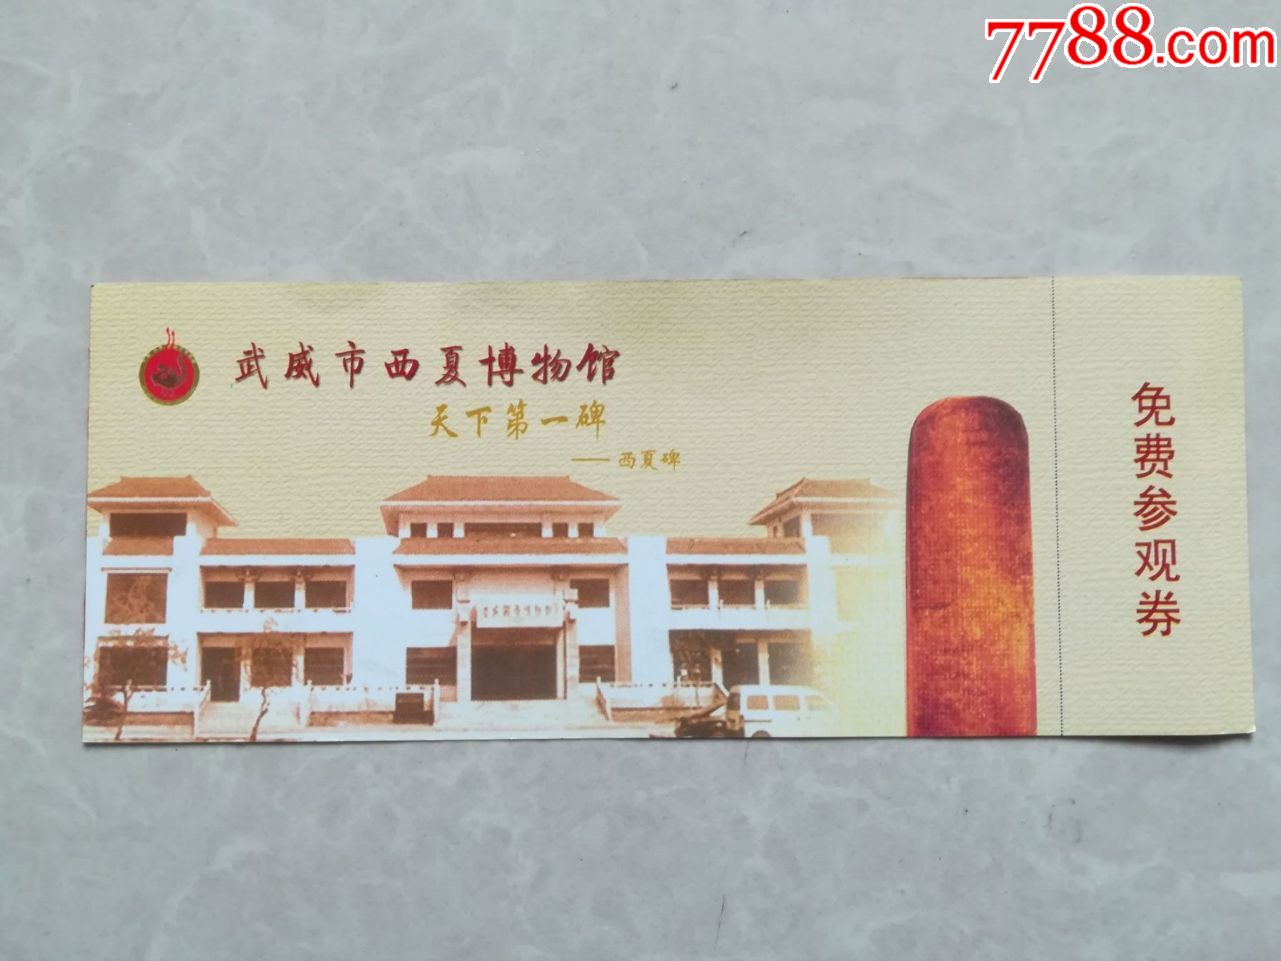 7788.com
武威市西夏博物馆
天下第一碑
——西夏碑
免费参观券